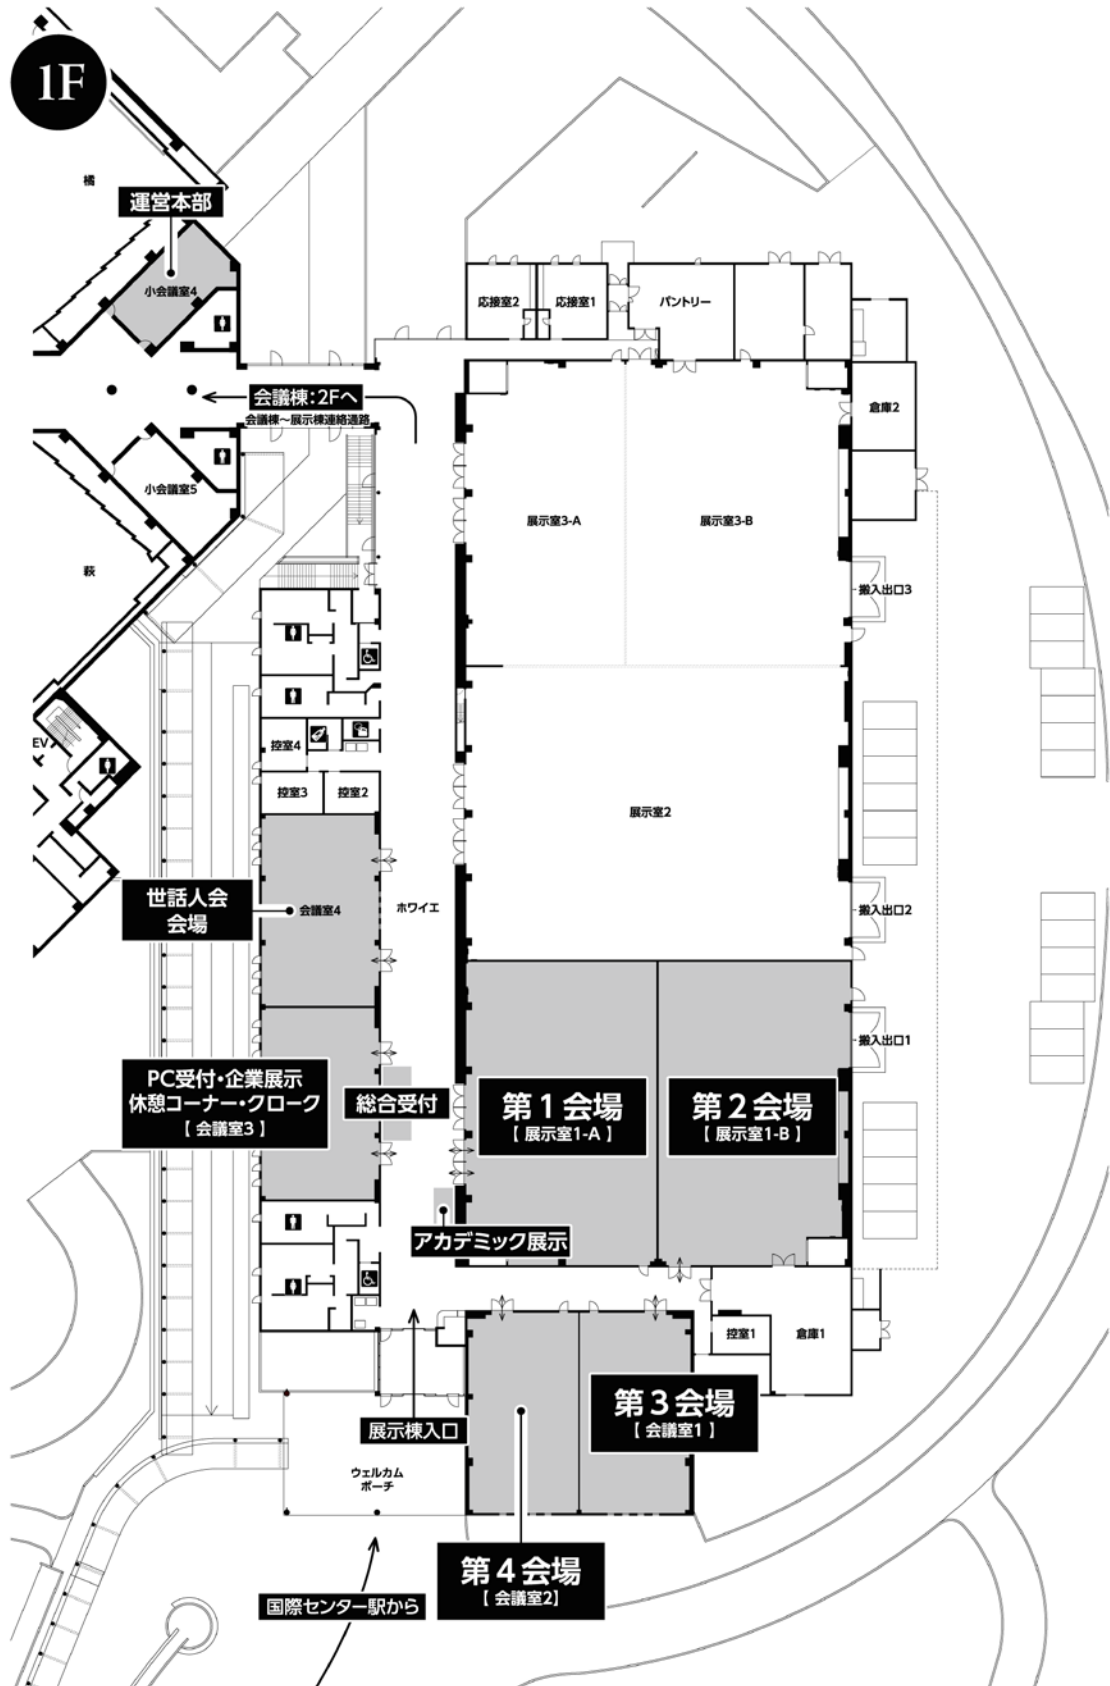 1F
橘
運営本部
小会議室4
応接室2
応接室1
パントリー
会議棟:2Fへ
会議棟〜展示棟連絡通路
倉庫2
小会議室5
展示室3-A
展示室3-B
萩
搬入出口3
EV
控室4
控室3
控室2
展示室2
世話人会
会場
会議室4
ホワイエ
搬入出口2
搬入出口1
PC受付・企業展示
休憩コーナー・クローク
【 会議室3 】
総合受付
第1会場
【 展示室1-A 】
第2会場
【 展示室1-B 】
アカデミック展示
控室1
倉庫1
第3会場
【 会議室1 】
展示棟入口
ウェルカム
ポーチ
第4会場
【 会議室2】
国際センター駅から